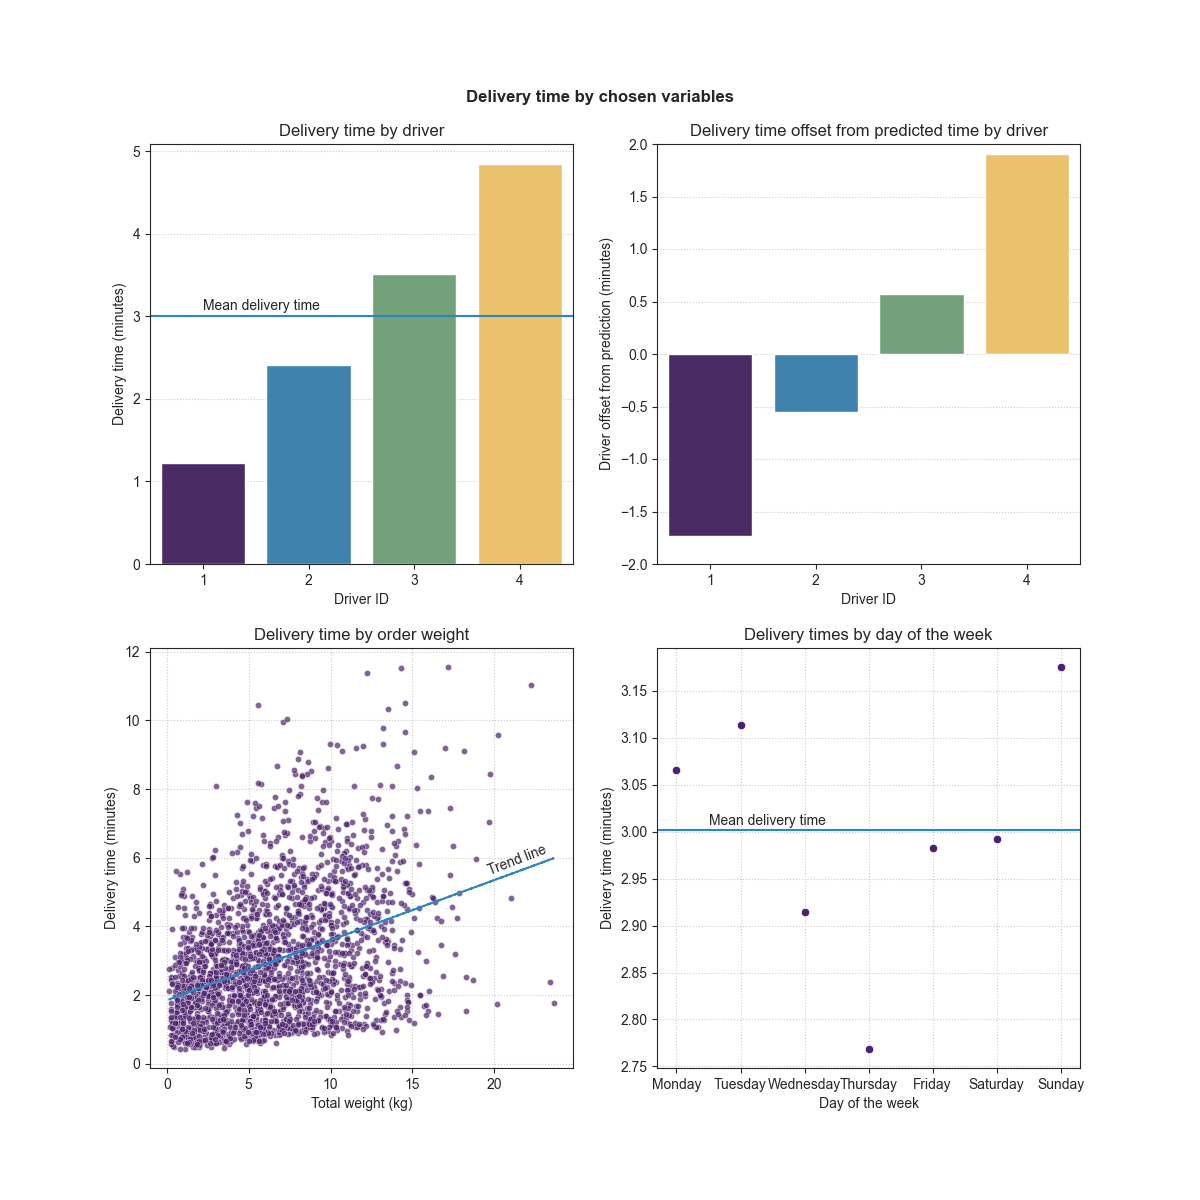 Delivery time by chosen variables
Delivery time by driver
5
4
3
2
1
0
Delivery time (minutes)
Mean delivery time
1 2 3 4
Driver ID
Delivery time offset from predicted time by driver
2.0
1.5
1.0
0.5
0.0
−0.5
−1.0
−1.5
−2.0
Driver offset from prediction (minutes)
1 2 3 4
Driver ID
Delivery time by order weight
12
10
8
6
4
2
0
Delivery time (minutes)
Trend line
0 5 10 15 20
Total weight (kg)
Delivery times by day of the week
3.15
3.10
3.05
3.00
2.95
2.90
2.85
2.80
2.75
Delivery time (minutes)
Mean delivery time
Monday Tuesday Wednesday Thursday Friday Saturday Sunday
Day of the week